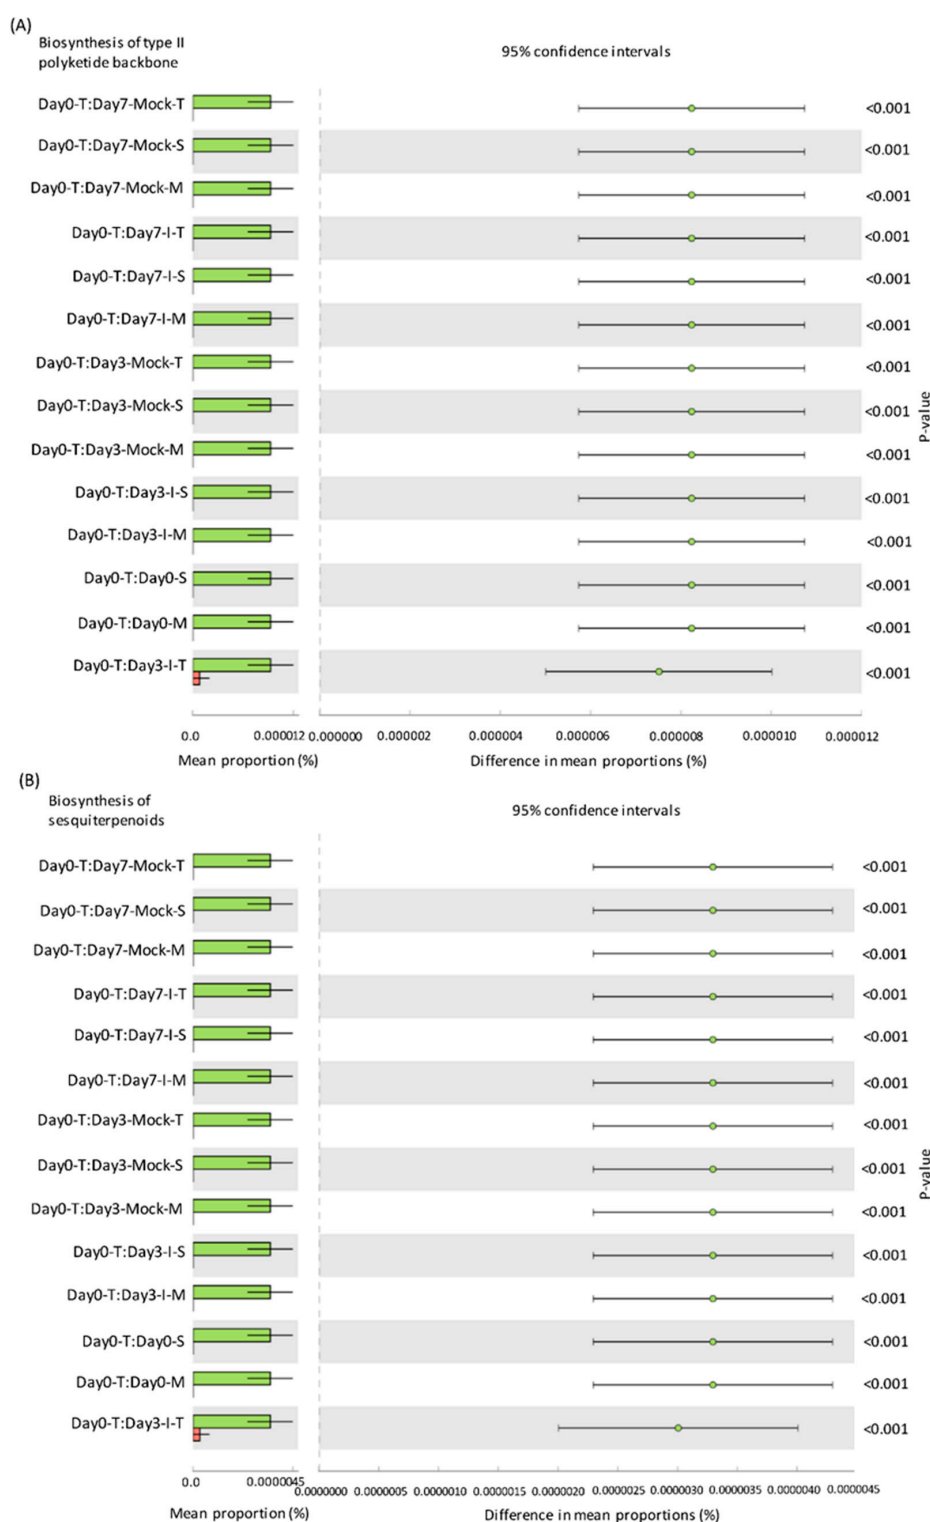 (A)
Biosynthesis of type II
polyketide backbone
95% confidence intervals
Day0-T:Day7-Mock-T <0.001
Day0-T:Day7-Mock-S <0.001
Day0-T:Day7-Mock-M <0.001
Day0-T:Day7-I-T <0.001
Day0-T:Day7-I-S <0.001
Day0-T:Day7-I-M <0.001
Day0-T:Day3-Mock-T <0.001
Day0-T:Day3-Mock-S <0.001
Day0-T:Day3-Mock-M <0.001
Day0-T:Day3-I-S <0.001
Day0-T:Day3-I-M <0.001
Day0-T:Day0-S <0.001
Day0-T:Day0-M <0.001
Day0-T:Day3-I-T <0.001
P-value
0.0 0.000012 0.0000000 0.000002 0.000004 0.000006 0.000008 0.000010 0.000012
Mean proportion (%) Difference in mean proportions (%)
(B)
Biosynthesis of
sesquiterpenoids
95% confidence intervals
Day0-T:Day7-Mock-T <0.001
Day0-T:Day7-Mock-S <0.001
Day0-T:Day7-Mock-M <0.001
Day0-T:Day7-I-T <0.001
Day0-T:Day7-I-S <0.001
Day0-T:Day7-I-M <0.001
Day0-T:Day3-Mock-T <0.001
Day0-T:Day3-Mock-S <0.001
Day0-T:Day3-Mock-M <0.001
Day0-T:Day3-I-S <0.001
Day0-T:Day3-I-M <0.001
Day0-T:Day0-S <0.001
Day0-T:Day0-M <0.001
Day0-T:Day3-I-T <0.001
P-value
0.0 0.0000045 0.0000000 0.0000005 0.0000010 0.0000015 0.0000020 0.0000025 0.0000030 0.0000035 0.0000040 0.0000045
Mean proportion (%) Difference in mean proportions (%)